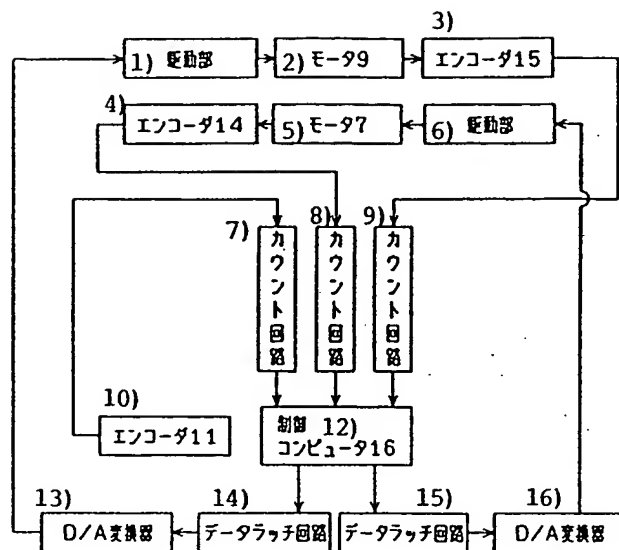 3)
1) 駆動部
2) モータ9
エンコーダ15
4)
エンコーダ14
5) モータ7
6) 駆動部
7)
カウント回路
8)
カウント回路
9)
カウント回路
10)
エンコーダ11
制御 12)
コンピュータ16
13)
D/A変換器
14)
データラッチ回路
15)
データラッチ回路
16)
D/A変換器